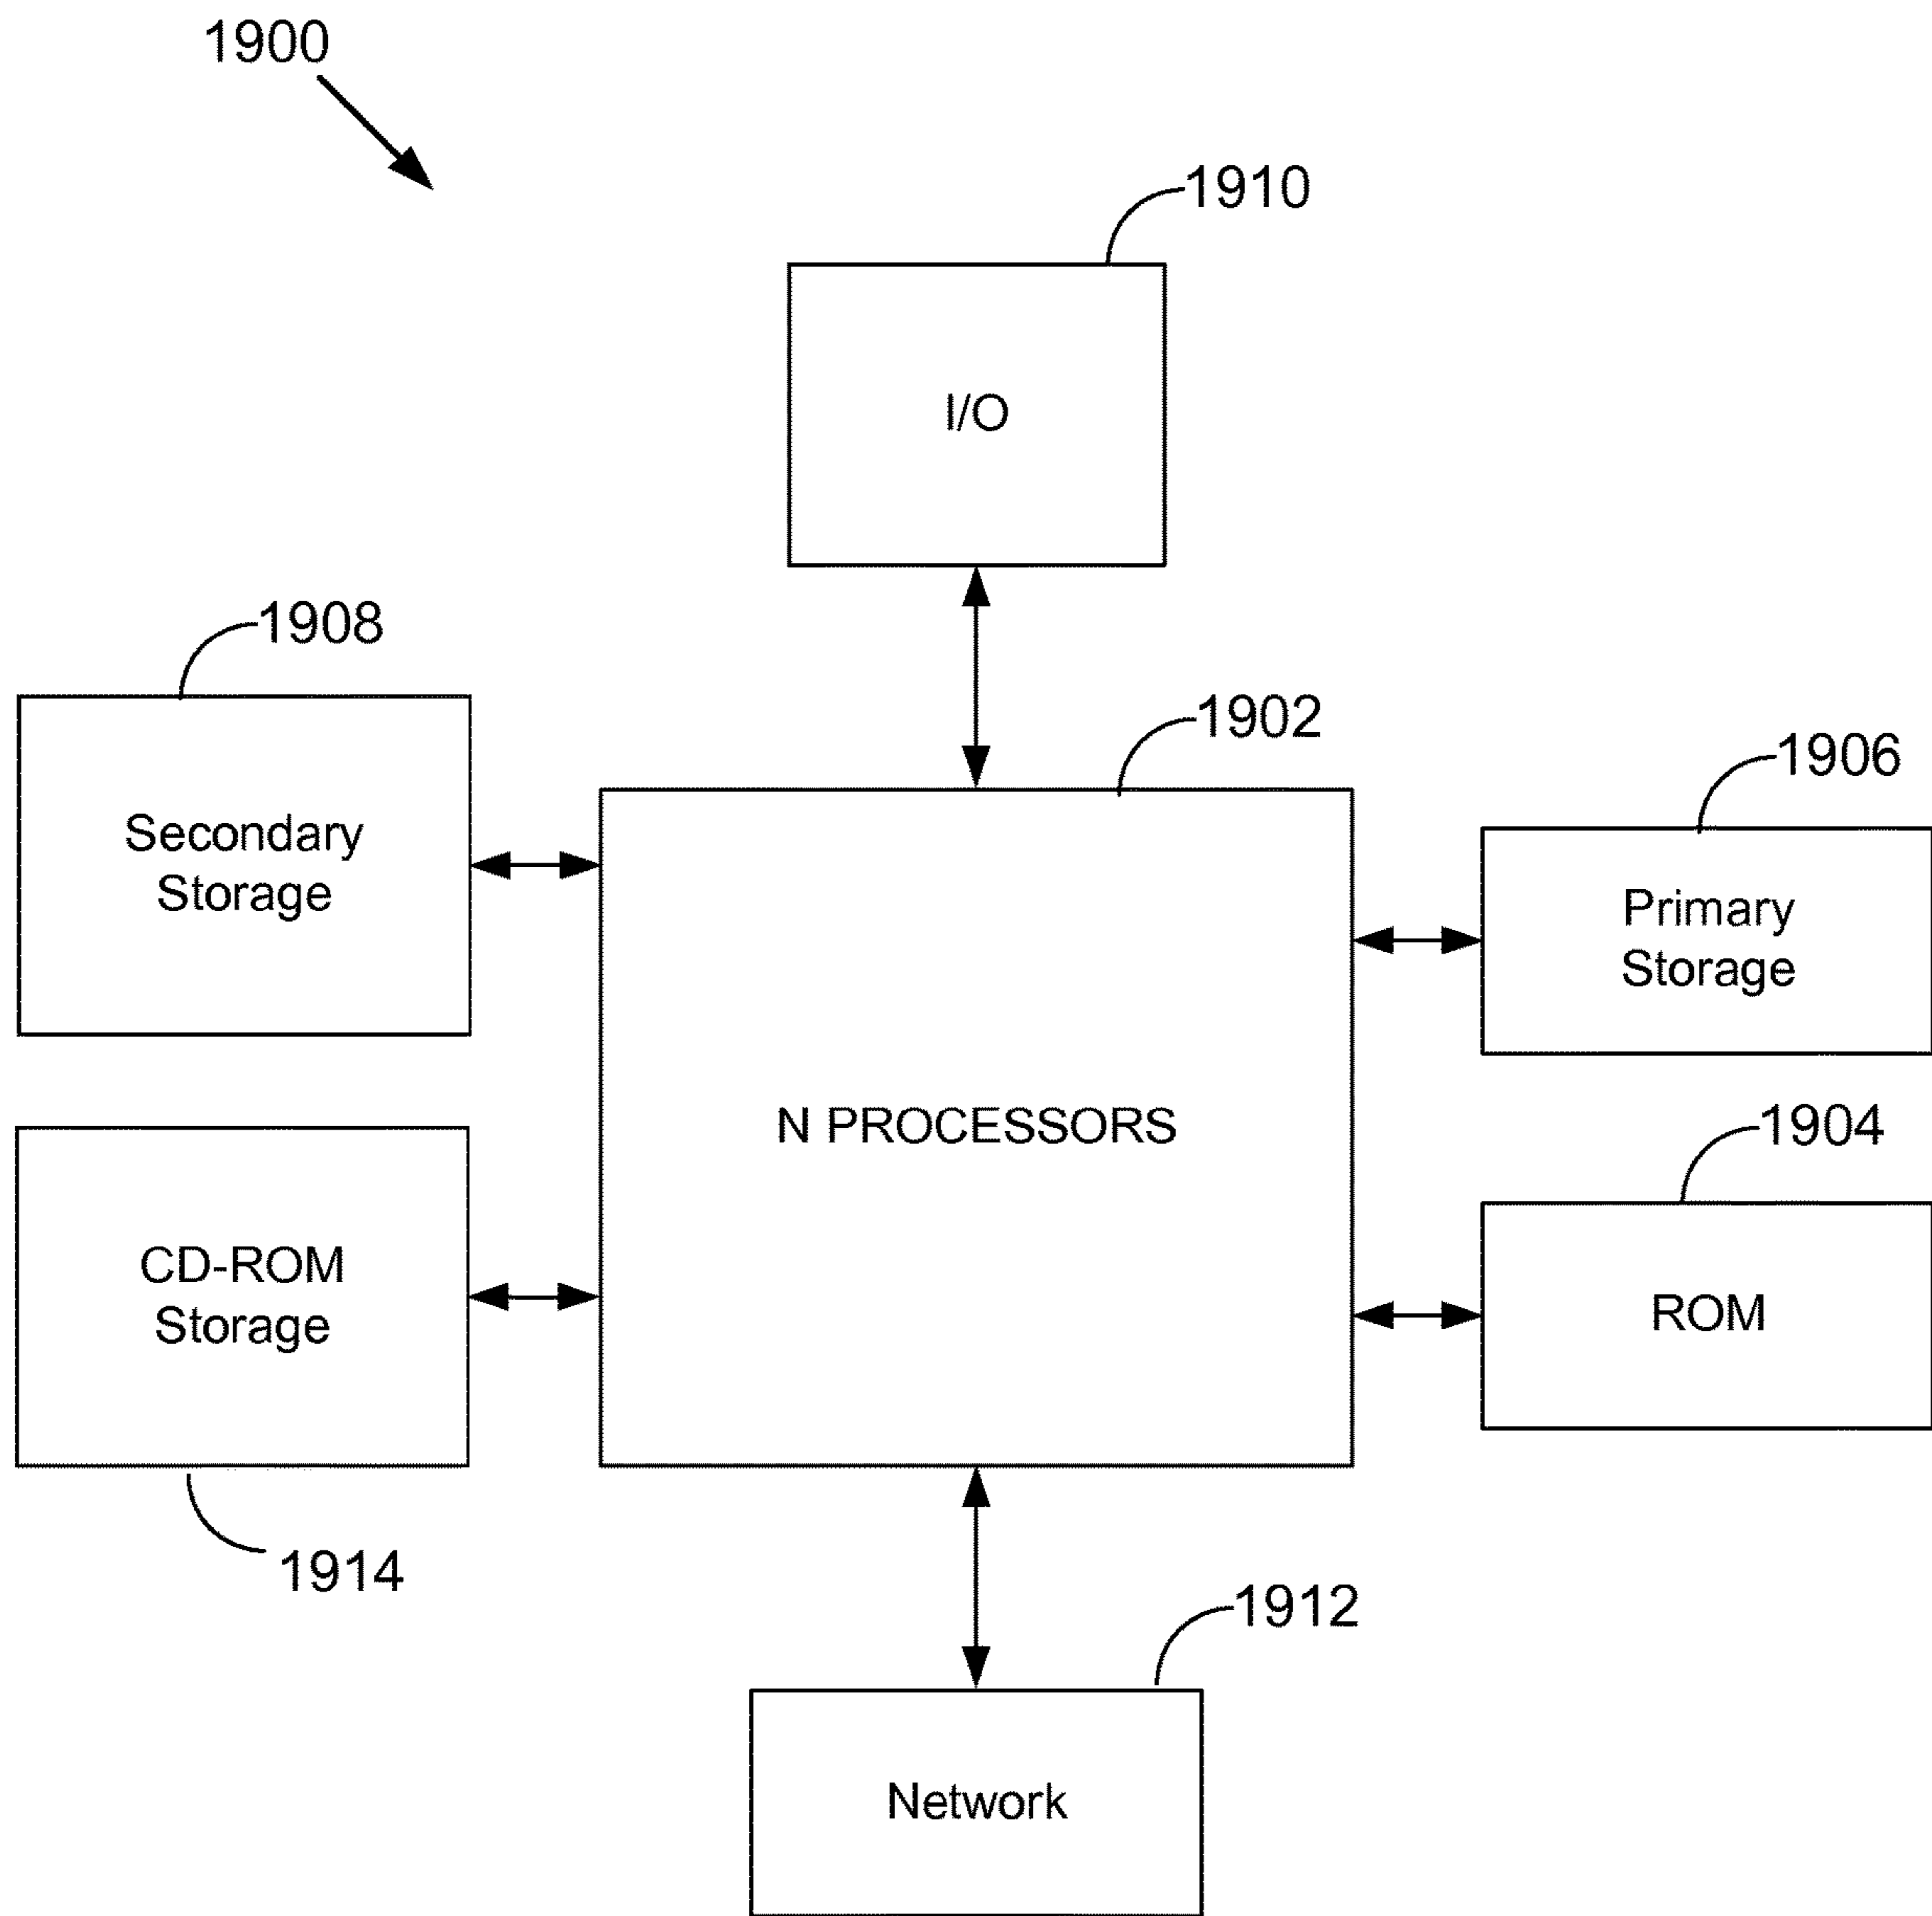 1900
1910
I/O
1908
1902
1906
Secondary
Storage
Primary
Storage
N PROCESSORS
1904
CD-ROM
Storage
ROM
1914
1912
Network